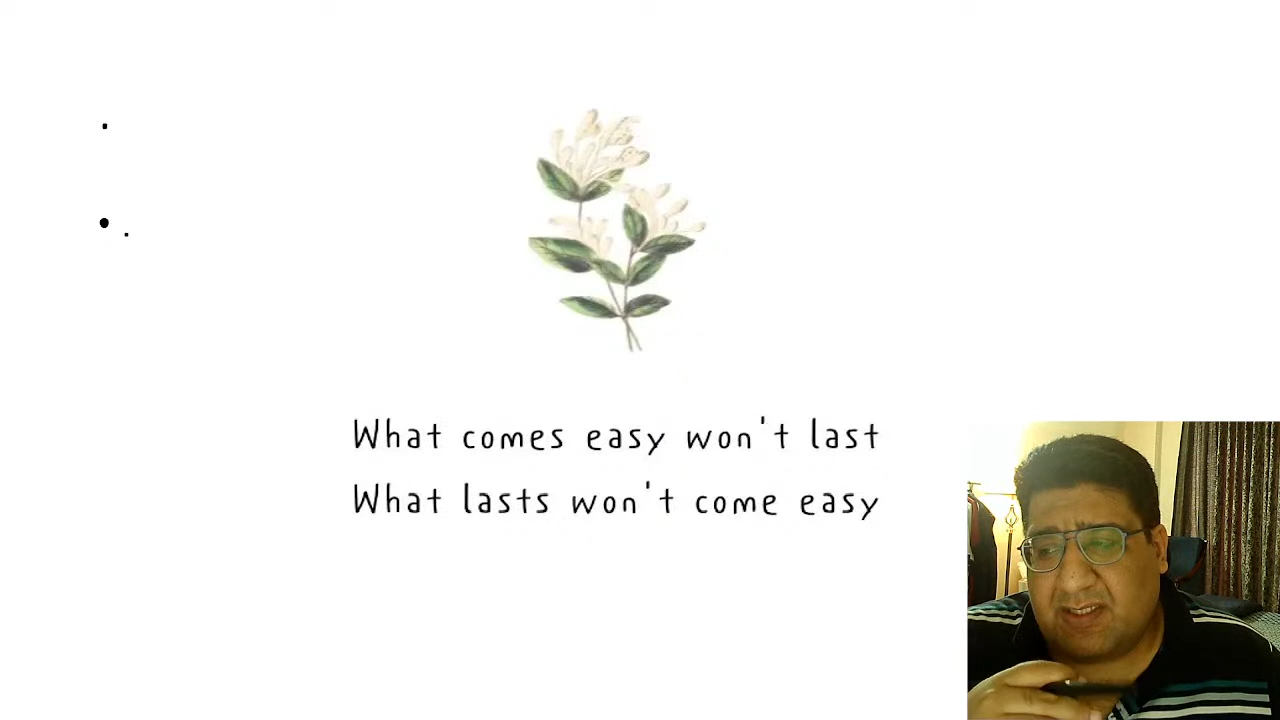 .
• .
What comes easy won't last
What lasts won't come easy